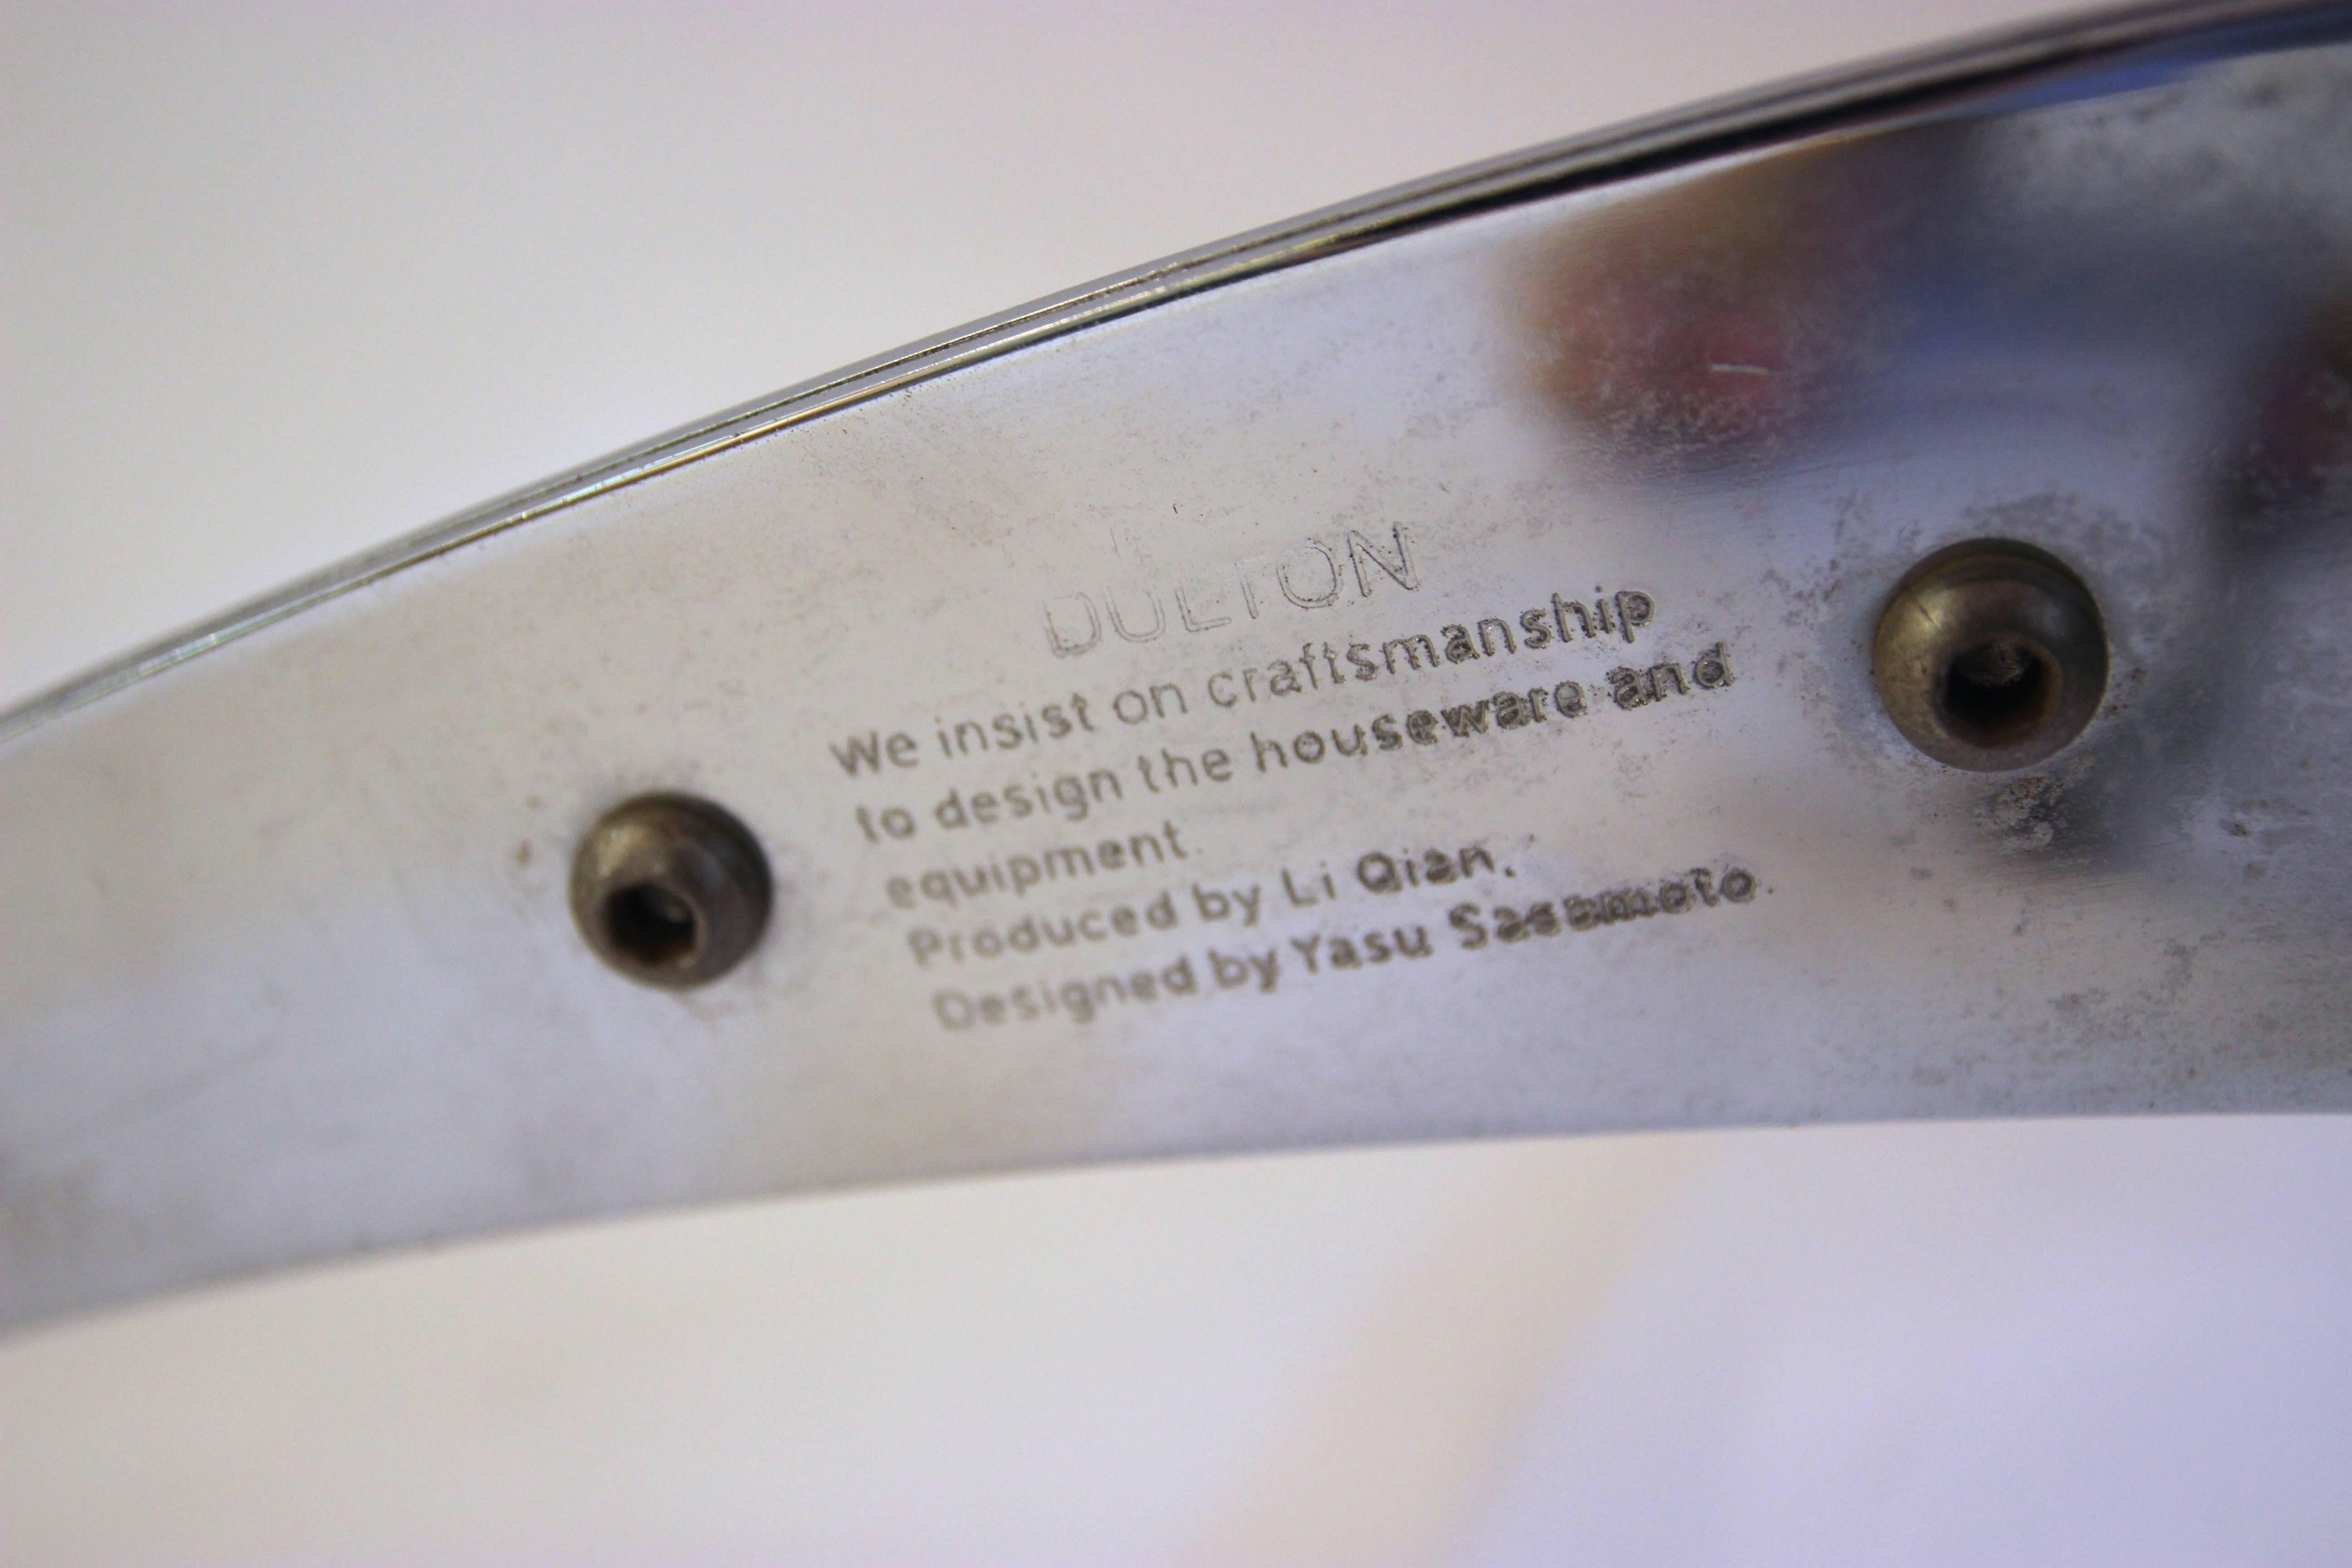 DULTON
We insist on craftsmanship
to design the houseware and
equipment.
Produced by Li Qian.
Designed by Yasu Sasamoto.